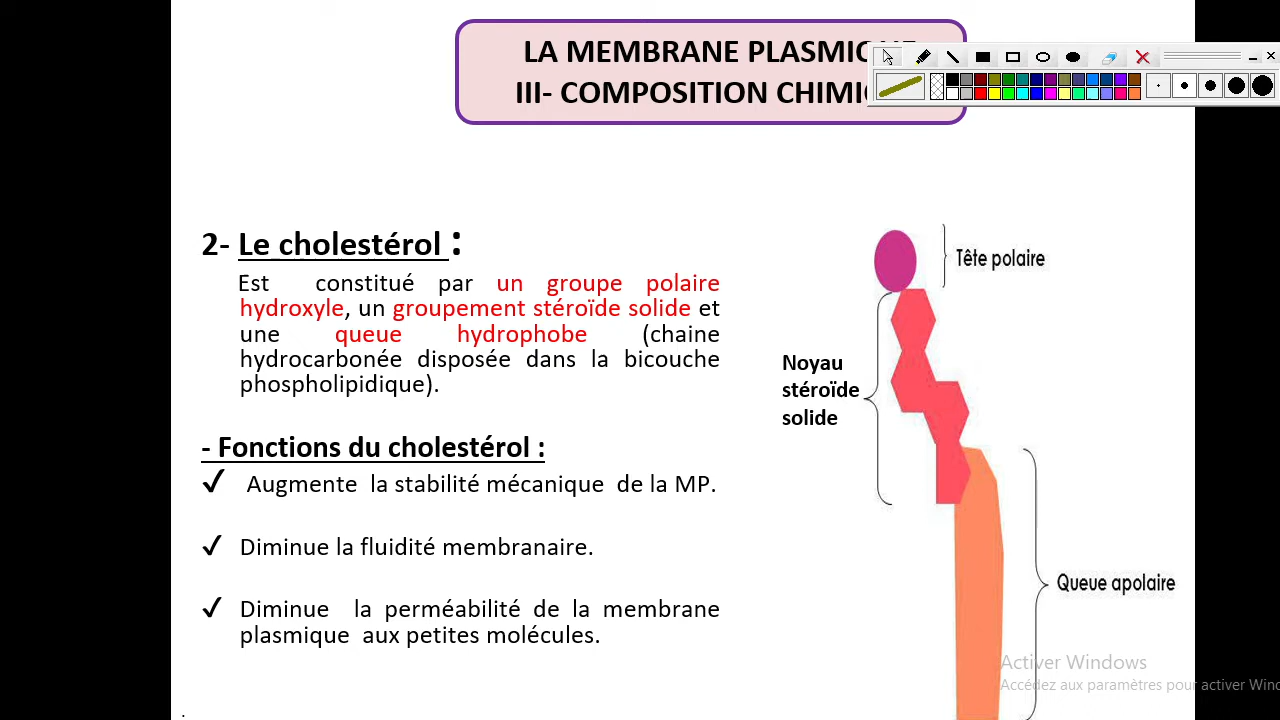 LA MEMBRANE
III- COMPOSITION
2- Le cholestérol :
Est constitué par un groupe polaire
hydroxyle, un groupement stéroïde solide et
une queue hydrophobe (chaine
hydrocarbonée disposée dans la bicouche
phospholipidique).
- Fonctions du cholestérol :
✓ Augmente la stabilité mécanique de la MP.
✓ Diminue la fluidité membranaire.
✓ Diminue la perméabilité de la membrane
plasmique aux petites molécules.
Tête polaire
Noyau
stéroïde
solide
Queue apolaire
Activer Windows
Accédez aux paramètres pour activer